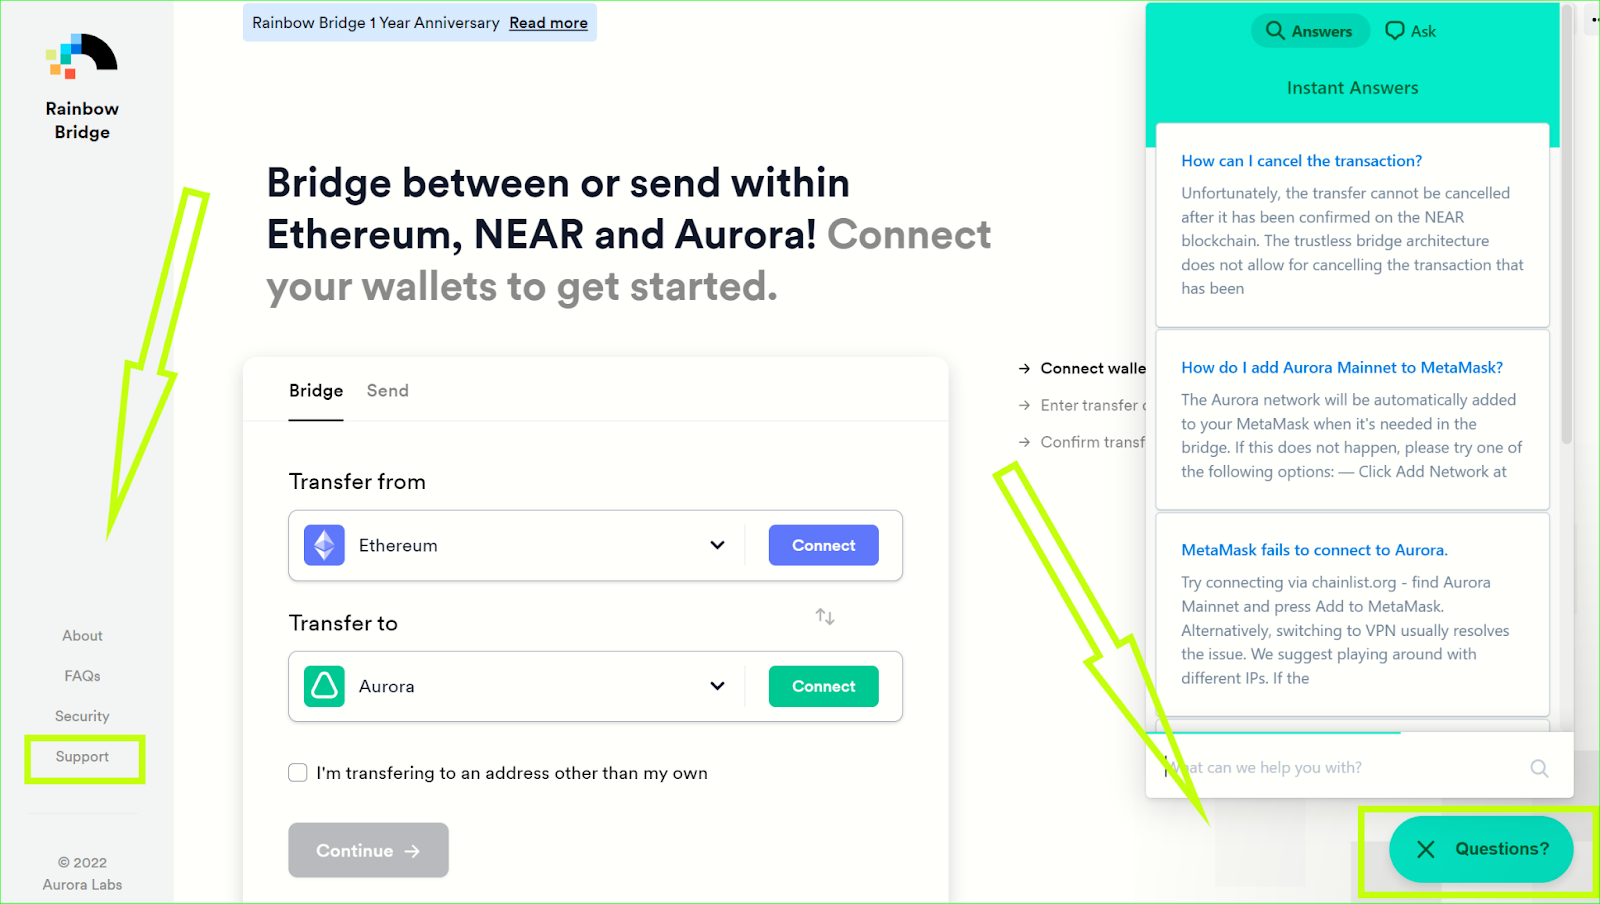 Rainbow
Bridge
About
FAQs
Security
Support
© 2022
Aurora Labs
Rainbow Bridge 1 Year Anniversary Read more
Bridge between or send within
Ethereum, NEAR and Aurora! Connect
your wallets to get started.
Bridge Send
Transfer from
Ethereum
Connect
Transfer to
Aurora
Connect
I'm transfering to an address other than my own
Continue →
→ Connect walle
→ Enter transfer
→ Confirm transf
Answers Ask
Instant Answers
How can I cancel the transaction?
Unfortunately, the transfer cannot be cancelled
after it has been confirmed on the NEAR
blockchain. The trustless bridge architecture
does not allow for cancelling the transaction that
has been
How do I add Aurora Mainnet to MetaMask?
The Aurora network will be automatically added
to your MetaMask when it's needed in the
bridge. If this does not happen, please try one of
the following options: — Click Add Network at
MetaMask fails to connect to Aurora.
Try connecting via chainlist.org - find Aurora
Mainnet and press Add to MetaMask.
Alternatively, switching to VPN usually resolves
the issue. We suggest playing around with
different IPs. If the
What can we help you with?
Questions?